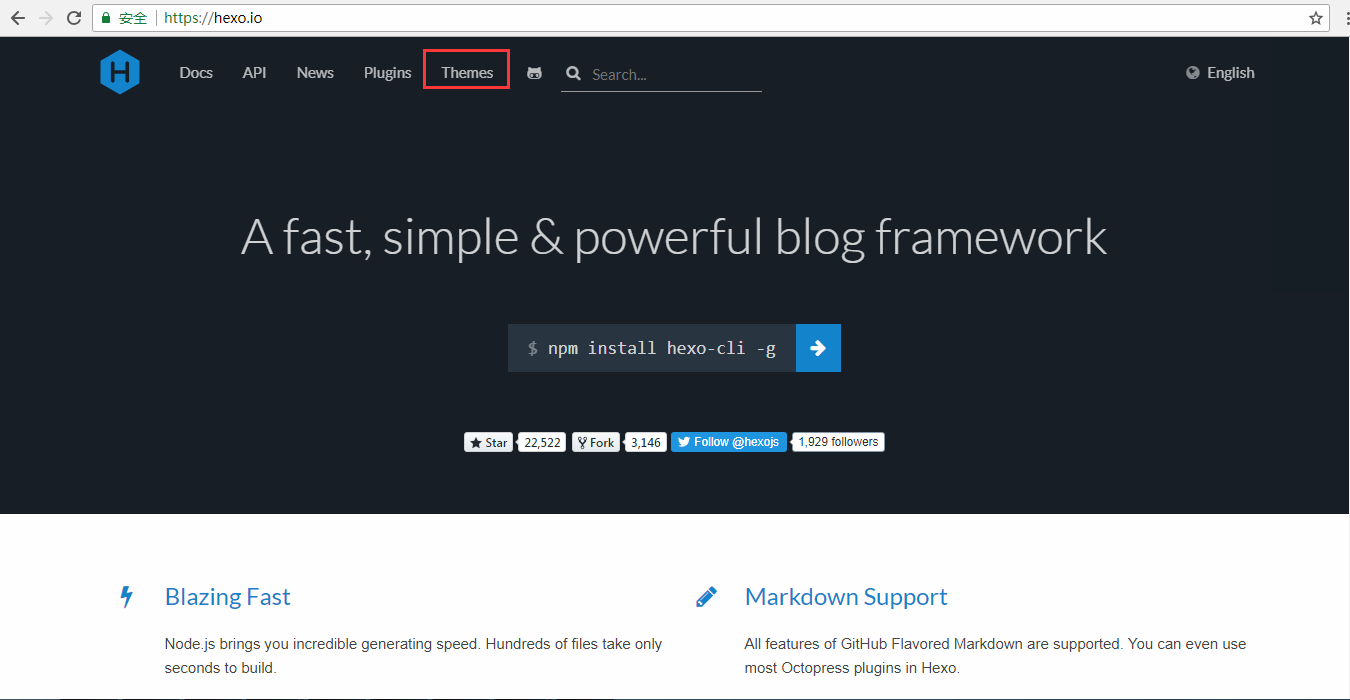 安全 https://hexo.io
H Docs API News Plugins Themes Search... English
A fast, simple & powerful blog framework
$ npm install hexo-cli -g
Star 22,522 Fork 3,146 Follow @hexojs 1,929 followers
Blazing Fast
Node.js brings you incredible generating speed. Hundreds of files take only
seconds to build.
Markdown Support
All features of GitHub Flavored Markdown are supported. You can even use
most Octopress plugins in Hexo.